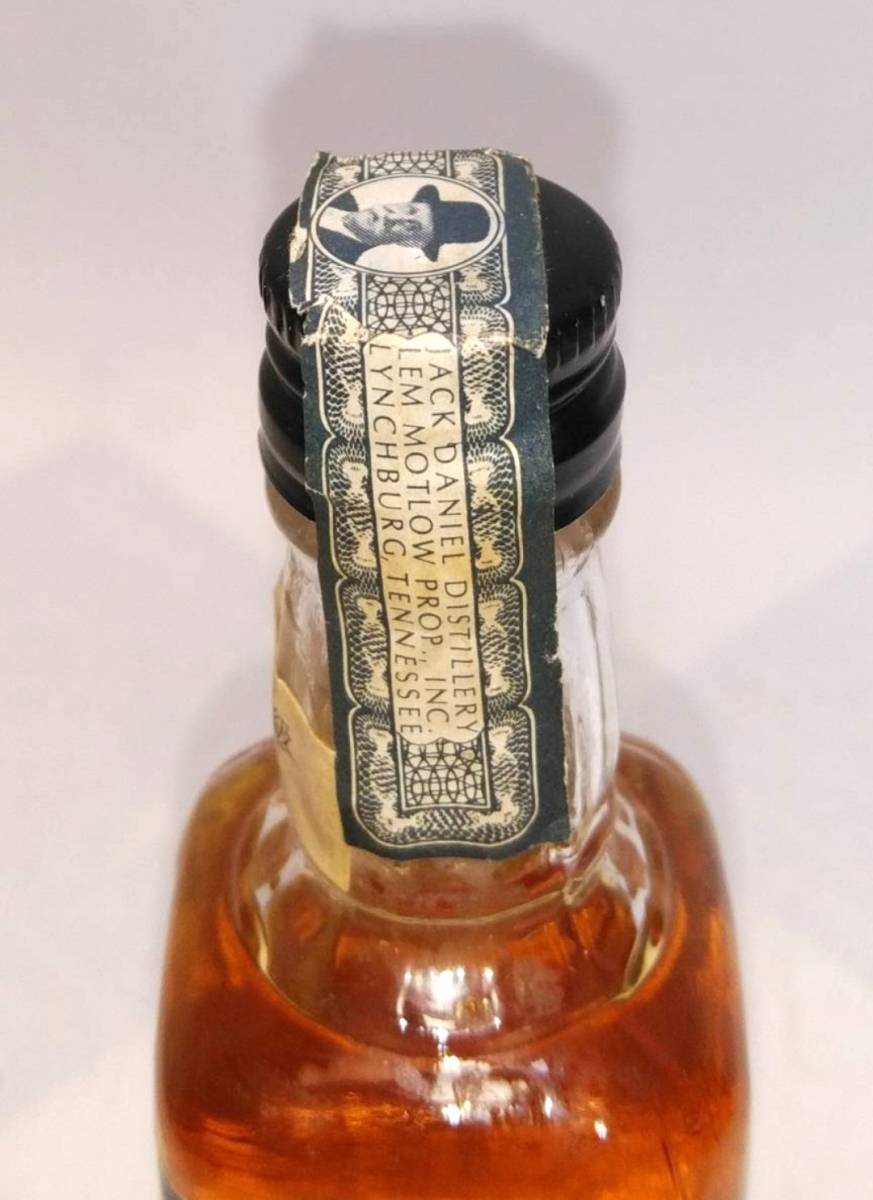 JACK DANIEL DISTILLERY
LEM MOTLOW PROP., INC.
LYNCHBURG, TENNESSEE